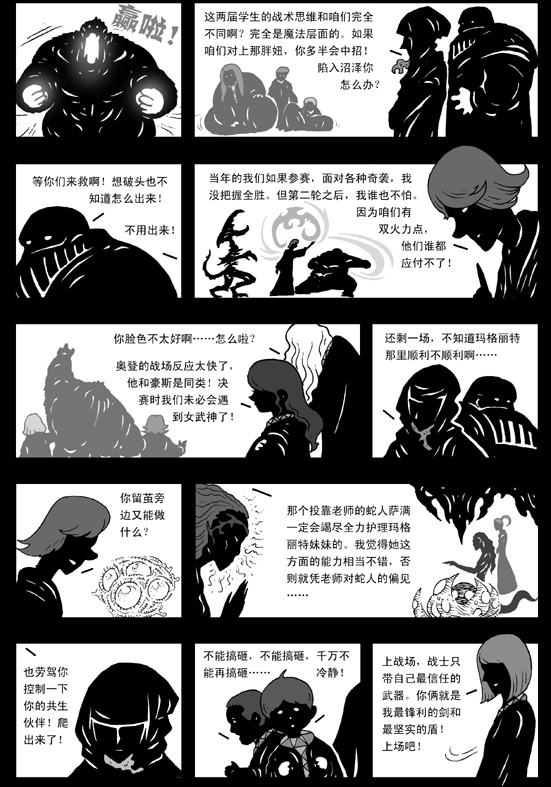 赢啦！
这两届学生的战术思维和咱们完全
不同啊？完全是魔法层面的。如果
咱们对上那胖妞，你多半会中招！
陷入沼泽你
怎么办？
等你们来救啊！想破头也不
知道怎么出来！
不用出来！
当年的我们如果参赛，面对各种奇袭，我
没把握全胜。但第二轮之后，我谁也不怕。
因为咱们有
双火力点，
他们谁都
应付不了！
你脸色不太好啊……怎么啦？
奥登的战场反应太快了，
他和豪斯是同类！决
赛时我们未必会遇
到女武神了！
还剩一场，不知道玛格丽特
那里顺利不顺利啊……
你留茧旁
边又能做
什么？
那个投靠老师的蛇人萨满
一定会竭尽全力护理玛格
丽特妹妹的。我觉得她这
方面的能力相当不错，否
则就凭老师对蛇人的偏见
……
也劳驾你
控制一下
你的共生
伙伴！爬
出来了！
不能搞砸，不能搞砸，千万不
能再搞砸……
冷静！
上战场，战士只
带自己最信任的
武器。你俩就是
我最锋利的剑和
最坚实的盾！
上场吧！